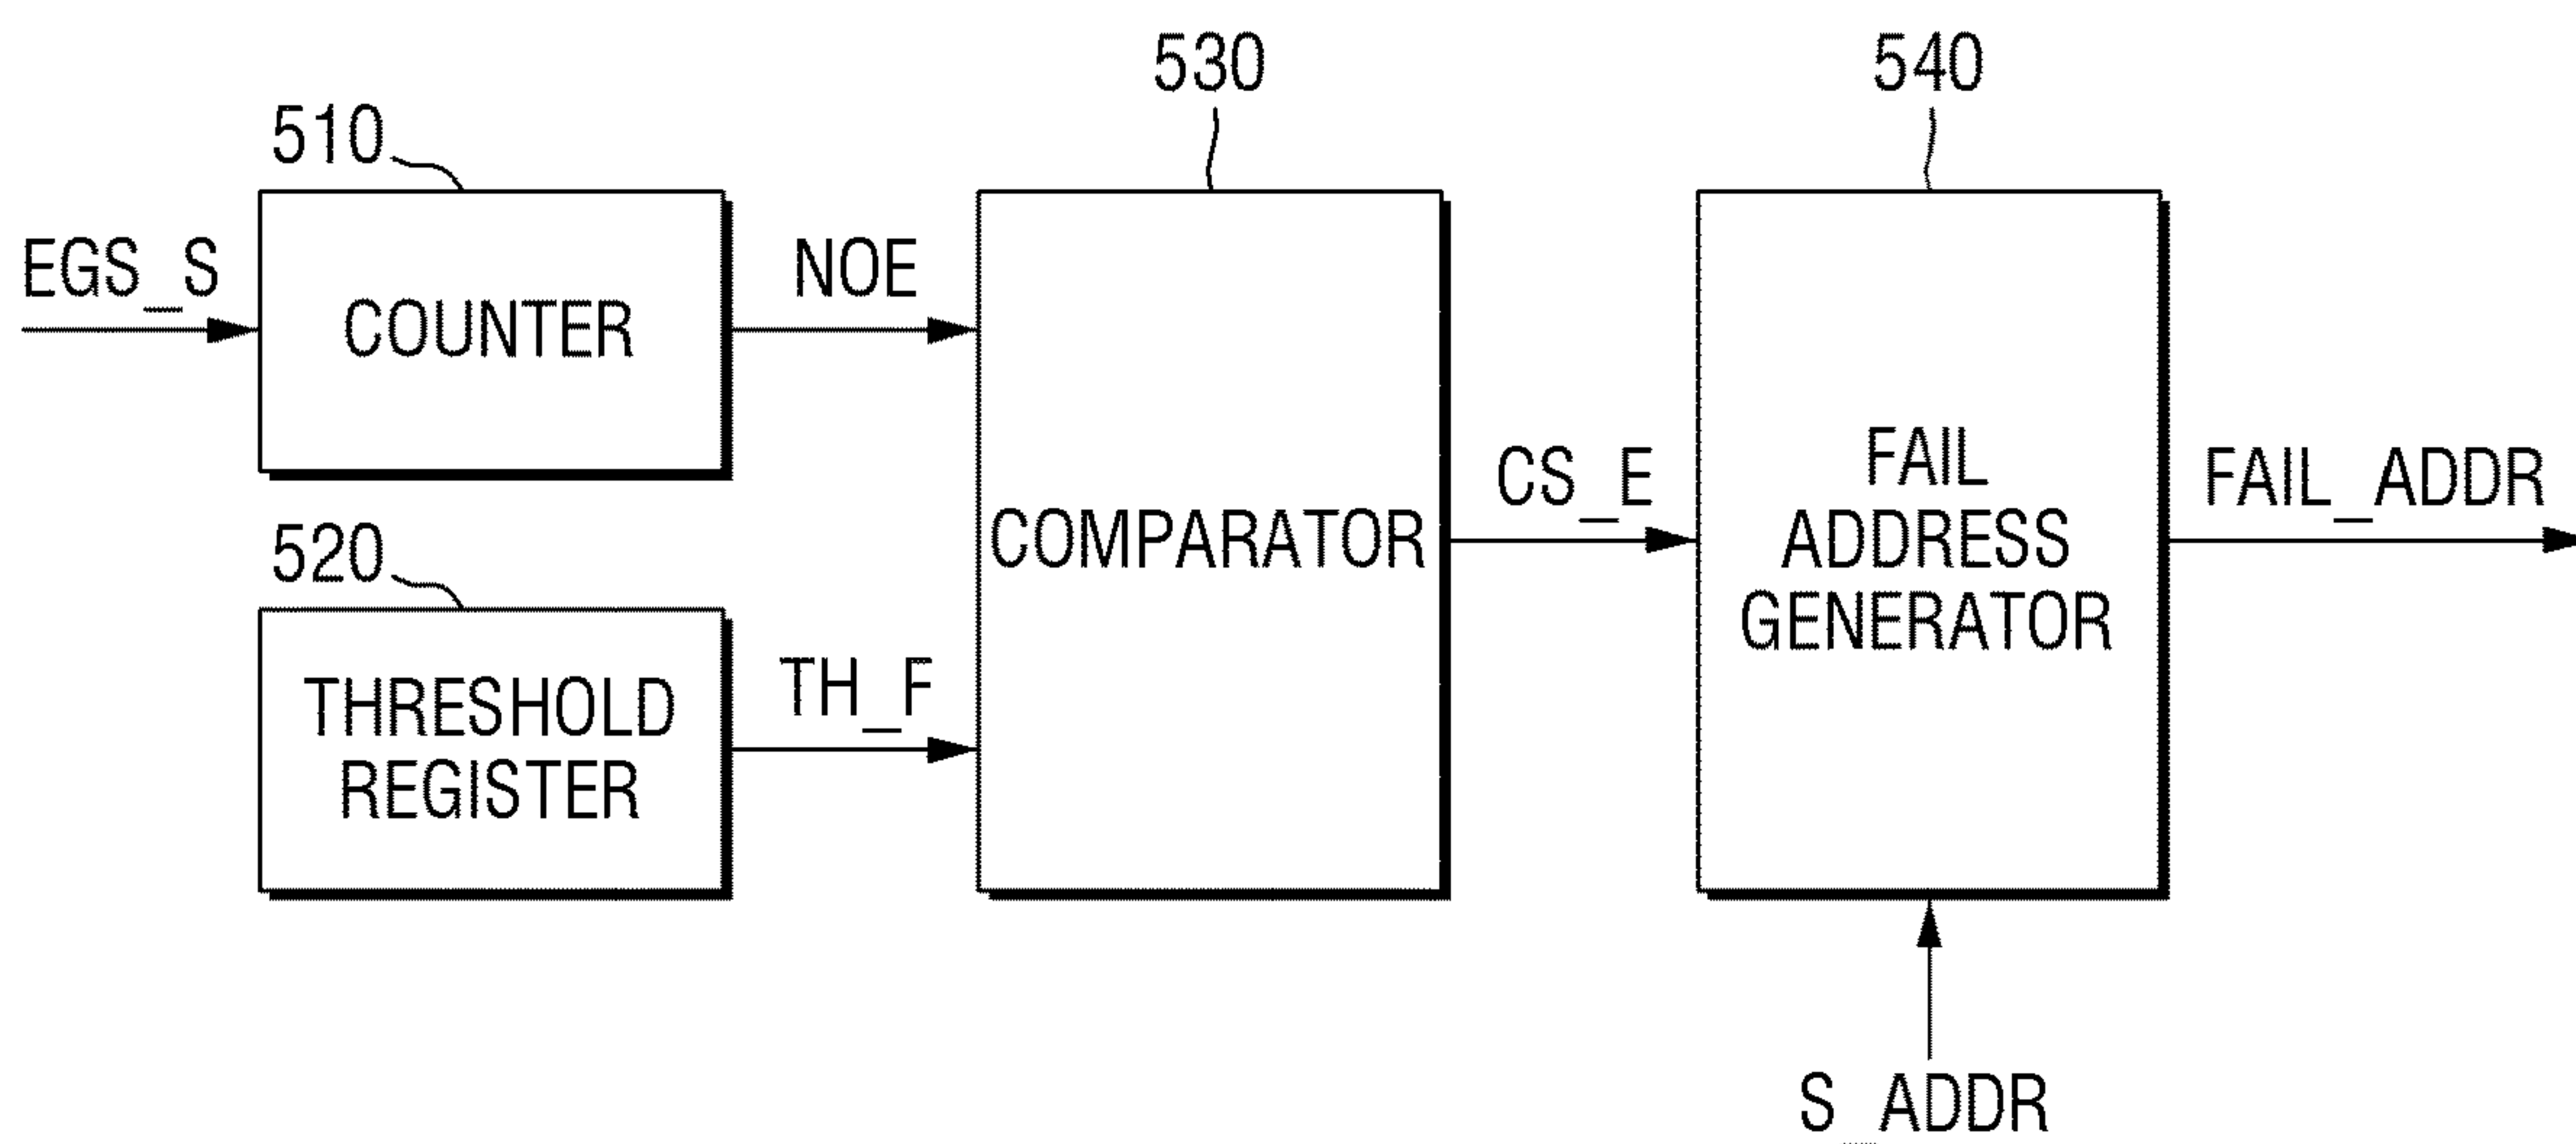 530
540
510
EGS_S
COUNTER
NOE
520
THRESHOLD
REGISTER
TH_F
COMPARATOR
CS_E
FAIL
ADDRESS
GENERATOR
FAIL_ADDR
S_ADDR